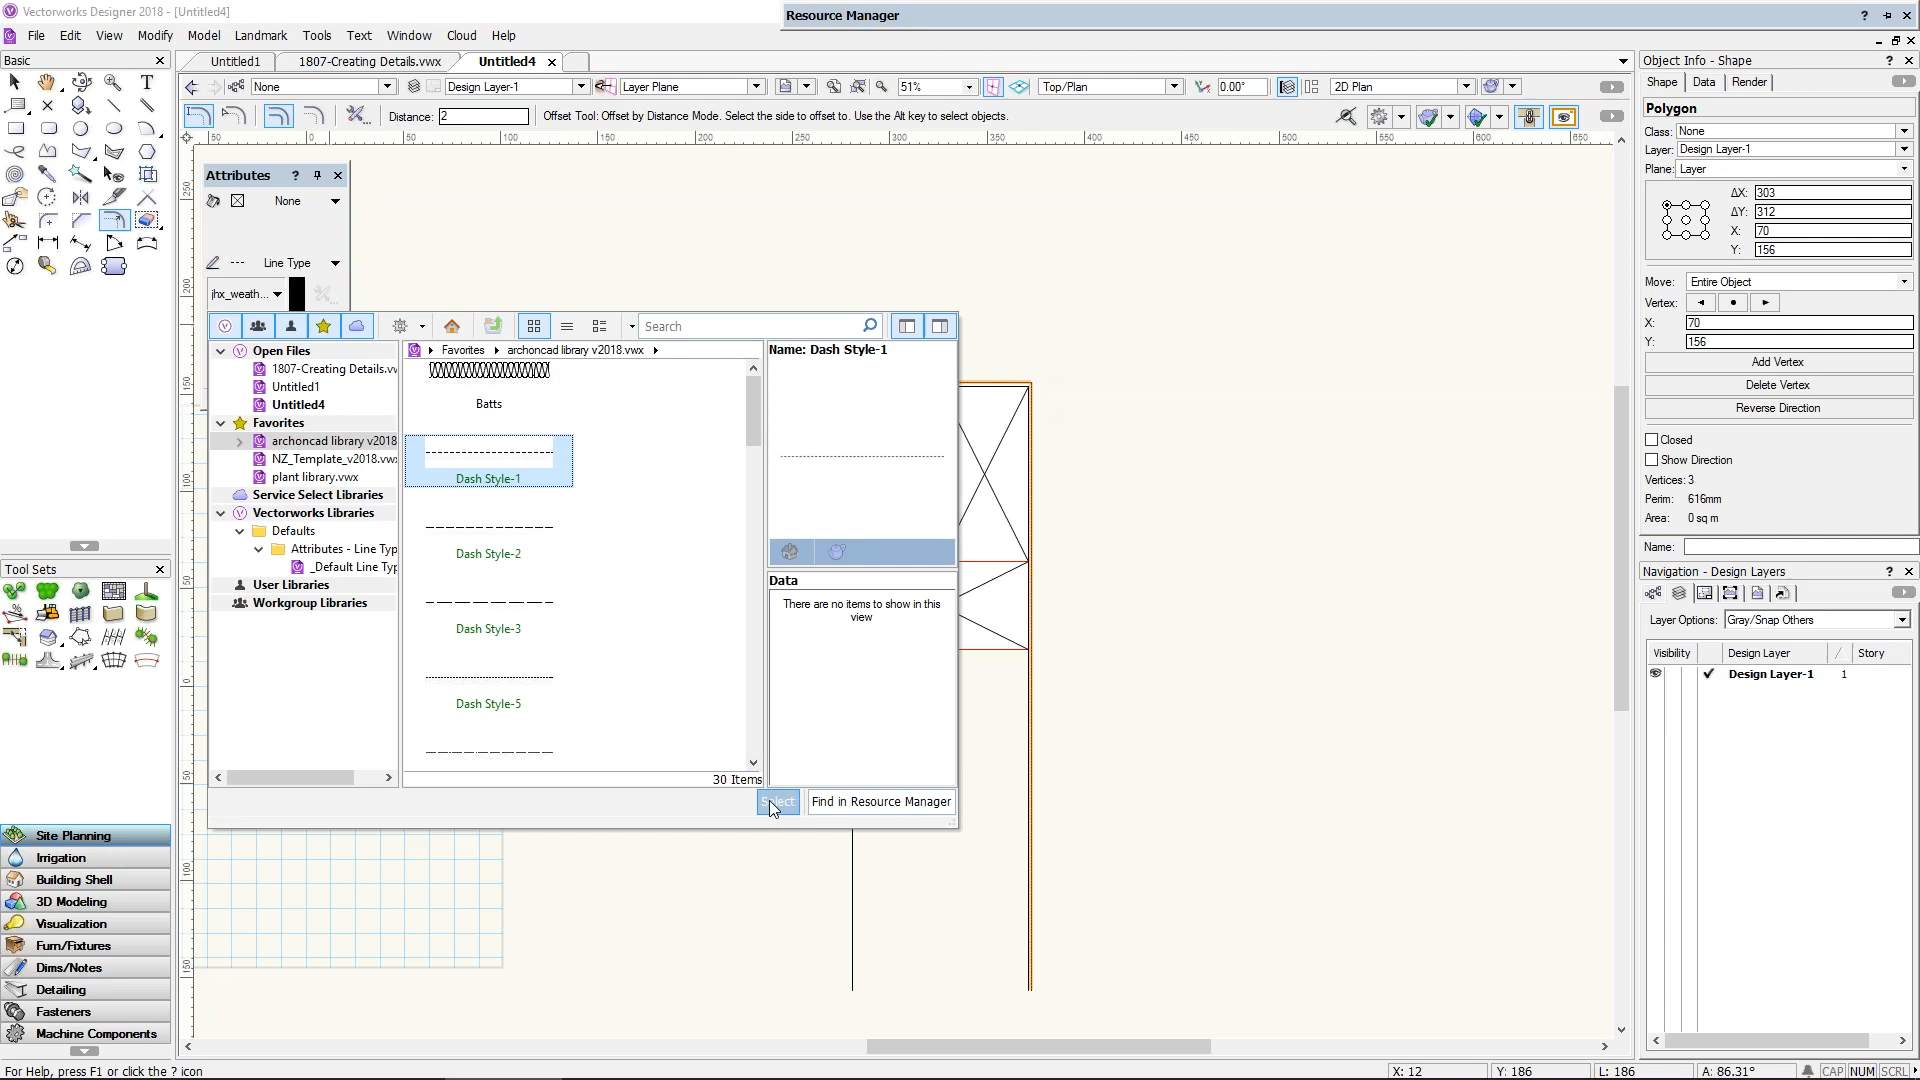 Vectorworks Designer 2018 - [Untitled4]
Resource Manager
File Edit View Modify Model Landmark Tools Text Window Cloud Help
Basic
Untitled1
1807-Creating Details.vwx
Untitled4
Object Info - Shape
Shape
Data
Render
None
Design Layer-1
Layer Plane
51%
Top/Plan
0.00°
2D Plan
Distance: 2
Offset Tool: Offset by Distance Mode. Select the side to offset to. Use the Alt key to select objects.
Polygon
Class: None
Layer: Design Layer-1
Plane: Layer
ΔX: 303
ΔY: 312
X: 70
Y: 156
Move: Entire Object
Vertex:
X: 70
Y: 156
Add Vertex
Delete Vertex
Reverse Direction
Closed
Show Direction
Vertices: 3
Perim: 616mm
Area: 0 sq m
Name:
Attributes
None
Line Type
jhx_weath...
Search
Open Files
1807-Creating Details.vw
Untitled1
Untitled4
Favorites
archoncad library v2018
NZ_Template_v2018.vwx
plant library.vwx
Service Select Libraries
Vectorworks Libraries
Defaults
Attributes - Line Typ
_Default Line Typ
User Libraries
Workgroup Libraries
Favorites
archoncad library v2018.vwx
Batts
Dash Style-1
Dash Style-2
Dash Style-3
Dash Style-5
30 Items
Name: Dash Style-1
Data
There are no items to show in this
view
Select
Find in Resource Manager
Tool Sets
Site Planning
Irrigation
Building Shell
3D Modeling
Visualization
Furn/Fixtures
Dims/Notes
Detailing
Fasteners
Machine Components
Navigation - Design Layers
Layer Options: Gray/Snap Others
Visibility
Design Layer
Story
Design Layer-1
1
For Help, press F1 or click the ? icon
X: 12
Y: 186
L: 186
A: 86.31°
CAP
NUM
SCRL